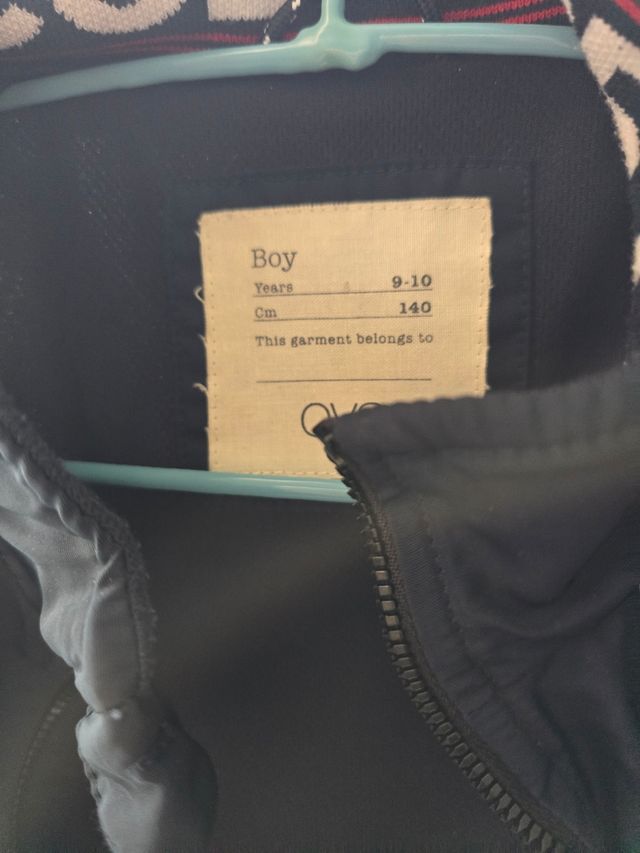 Boy
Years 9-10
Cm 140
This garment belongs to